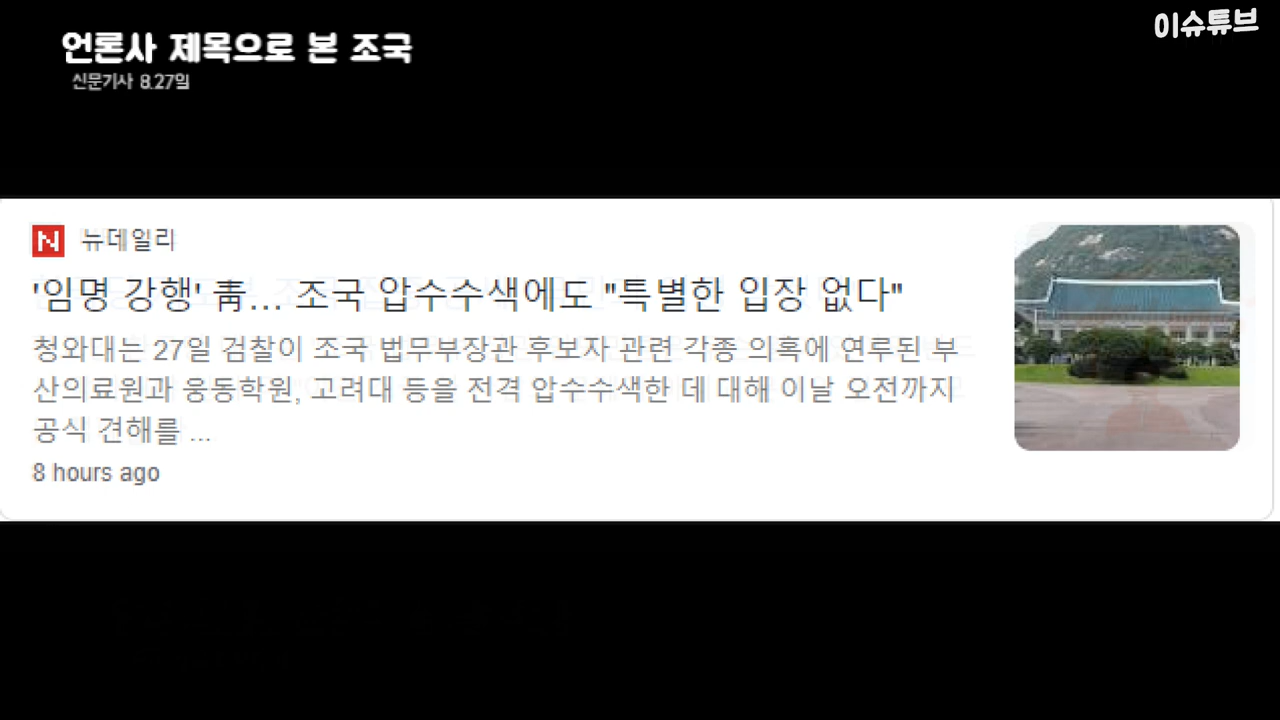 언론사 제목으로 본 조국
이슈튜브
신문기사 8.27일
N 뉴데일리
'임명 강행' 靑... 조국 압수수색에도 "특별한 입장 없다"
청와대는 27일 검찰이 조국 법무부장관 후보자 관련 각종 의혹에 연루된 부
산의료원과 웅동학원, 고려대 등을 전격 압수수색한 데 대해 이날 오전까지
공식 견해를 ...
8 hours ago